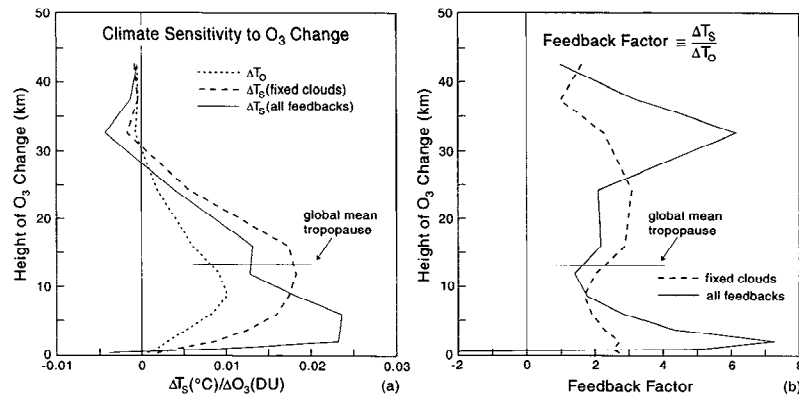 Climate Sensitivity to O3 Change
ΔTO
ΔTS(fixed clouds)
ΔTS(all feedbacks)
global mean
tropopause
Height of O3 Change (km)
50
40
30
20
10
0
-0.01
0
0.01
0.02
0.03
ΔTS(°C)/ΔO3(DU)
(a)
Feedback Factor ≡ ΔTS
ΔTO
global mean
tropopause
fixed clouds
all feedbacks
Height of O3 Change (km)
50
40
30
20
10
0
-2
0
2
4
6
8
Feedback Factor
(b)